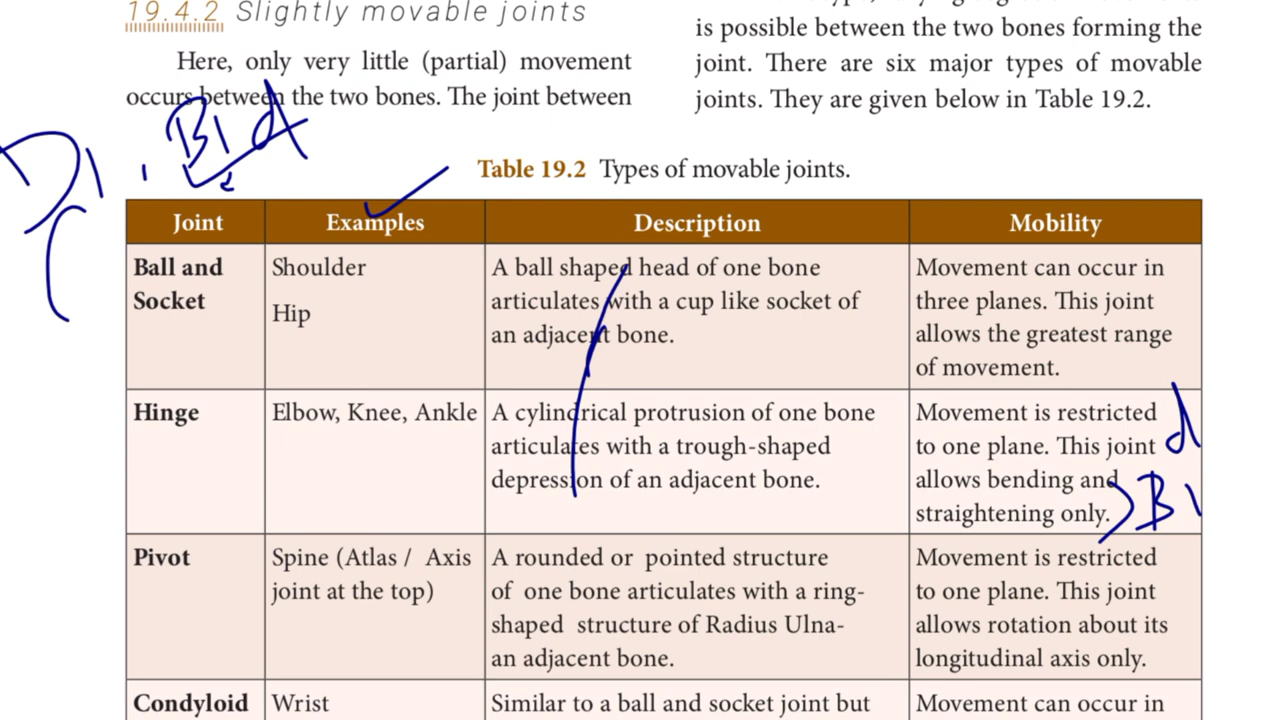 19.4.2 Slightly movable joints
Here, only very little (partial) movement
occurs between the two bones. The joint between
is possible between the two bones forming the
joint. There are six major types of movable
joints. They are given below in Table 19.2.
Table 19.2 Types of movable joints.
Joint Examples Description Mobility
Ball and
Socket
Shoulder
Hip
A ball shaped head of one bone
articulates with a cup like socket of
an adjacent bone.
Movement can occur in
three planes. This joint
allows the greatest range
of movement.
Hinge
Elbow, Knee, Ankle
A cylindrical protrusion of one bone
articulates with a trough-shaped
depression of an adjacent bone.
Movement is restricted
to one plane. This joint
allows bending and
straightening only.
Pivot
Spine (Atlas / Axis
joint at the top)
A rounded or pointed structure
of one bone articulates with a ring-
shaped structure of Radius Ulna-
an adjacent bone.
Movement is restricted
to one plane. This joint
allows rotation about its
longitudinal axis only.
Condyloid
Wrist
Similar to a ball and socket joint but
Movement can occur in